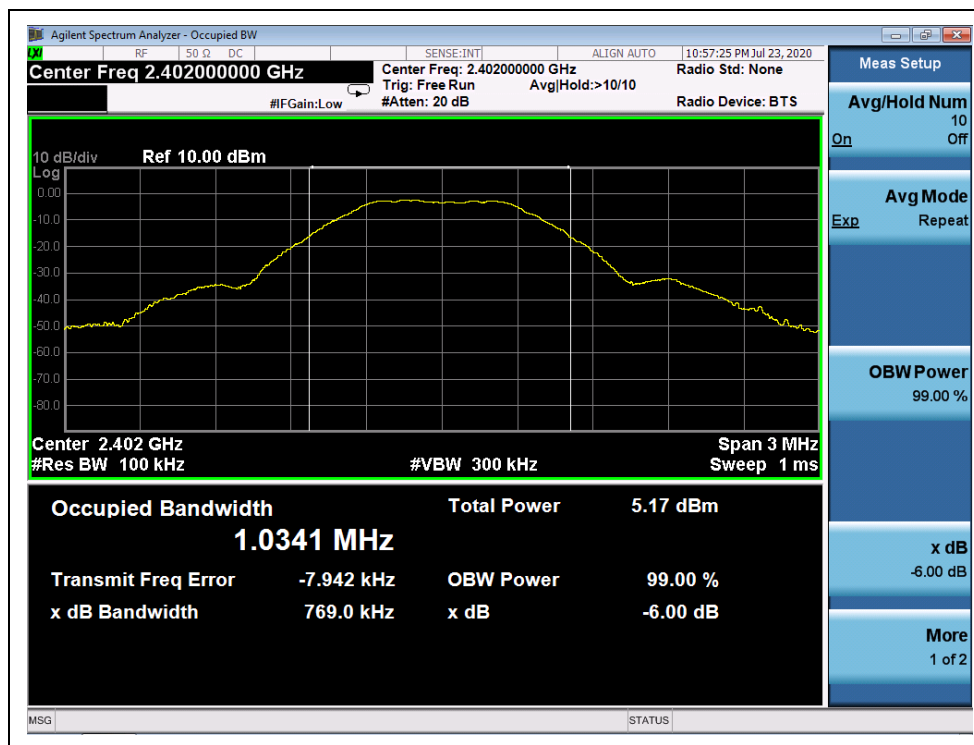 Agilent Spectrum Analyzer - Occupied BW
LXI RF 50 Ω DC SENSE:INT ALIGN AUTO 10:57:25 PM Jul 23, 2020
Center Freq 2.402000000 GHz
Center Freq: 2.402000000 GHz
Radio Std: None
Trig: Free Run Avg|Hold:>10/10
#IFGain:Low
#Atten: 20 dB
Radio Device: BTS
10 dB/div Ref 10.00 dBm
Log
0.00
-10.0
-20.0
-30.0
-40.0
-50.0
-60.0
-70.0
-80.0
Center 2.402 GHz
Span 3 MHz
#Res BW 100 kHz
#VBW 300 kHz
Sweep 1 ms
Occupied Bandwidth
Total Power 5.17 dBm
1.0341 MHz
Transmit Freq Error -7.942 kHz
OBW Power 99.00 %
x dB Bandwidth 769.0 kHz
x dB -6.00 dB
MSG
STATUS
Meas Setup
Avg/Hold Num
10
On Off
Avg Mode
Exp Repeat
OBW Power
99.00 %
x dB
-6.00 dB
More
1 of 2